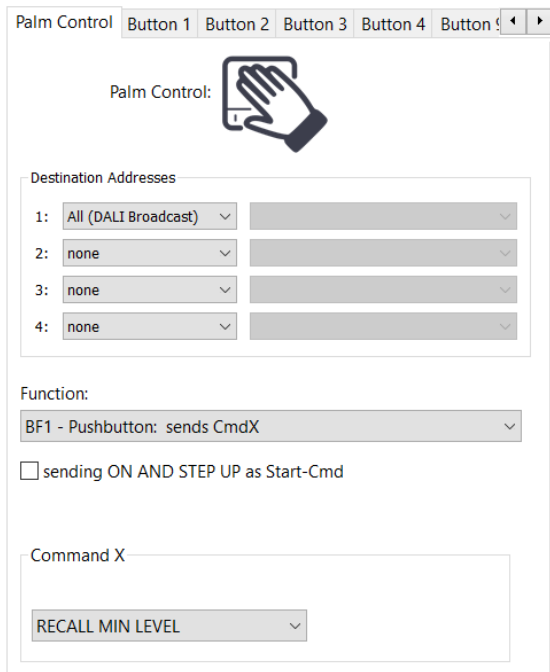 Palm Control Button 1 Button 2 Button 3 Button 4 Button 9
Palm Control:
Destination Addresses
1: All (DALI Broadcast)
2: none
3: none
4: none
Function:
BF1 - Pushbutton: sends CmdX
sending ON AND STEP UP as Start-Cmd
Command X
RECALL MIN LEVEL